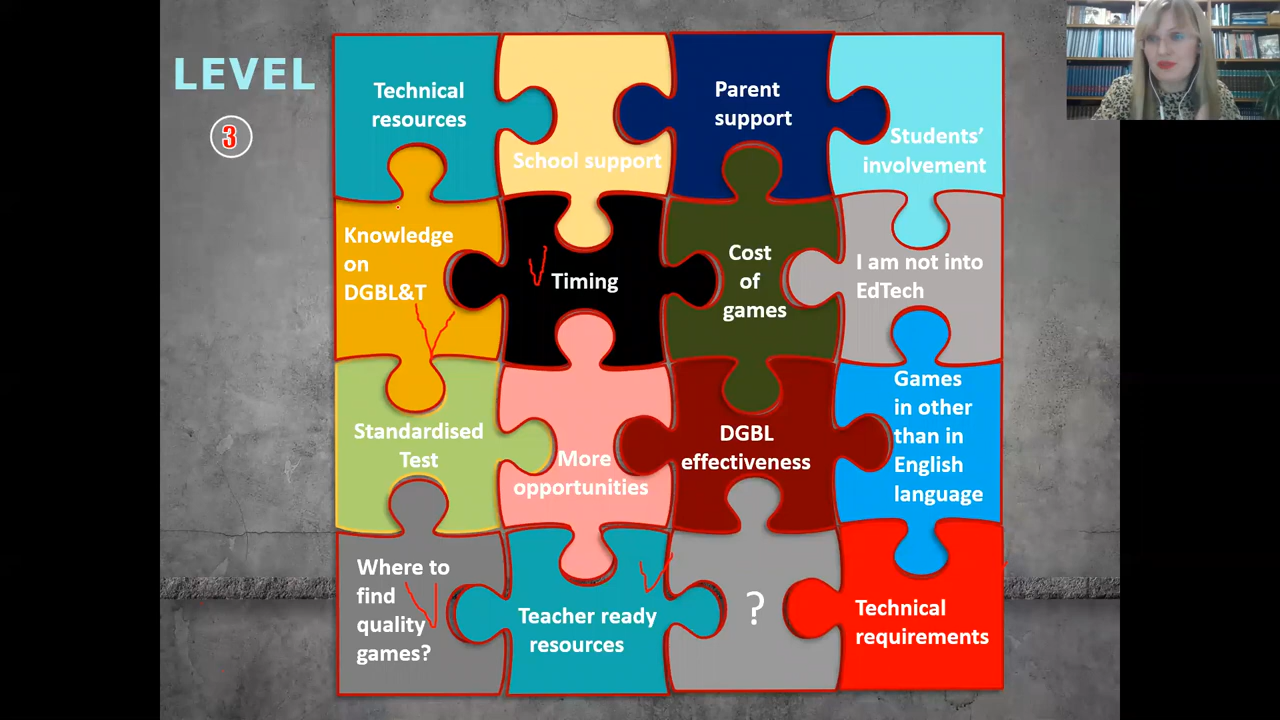 LEVEL
3
Technical
resources
School support
Parent
support
Students'
involvement
Knowledge
on
DGBL&T
Timing
Cost
of
games
I am not into
EdTech
Standardised
Test
More
opportunities
DGBL
effectiveness
Games
in other
than in
English
language
Where to
find
quality
games?
Teacher ready
resources
?
Technical
requirements